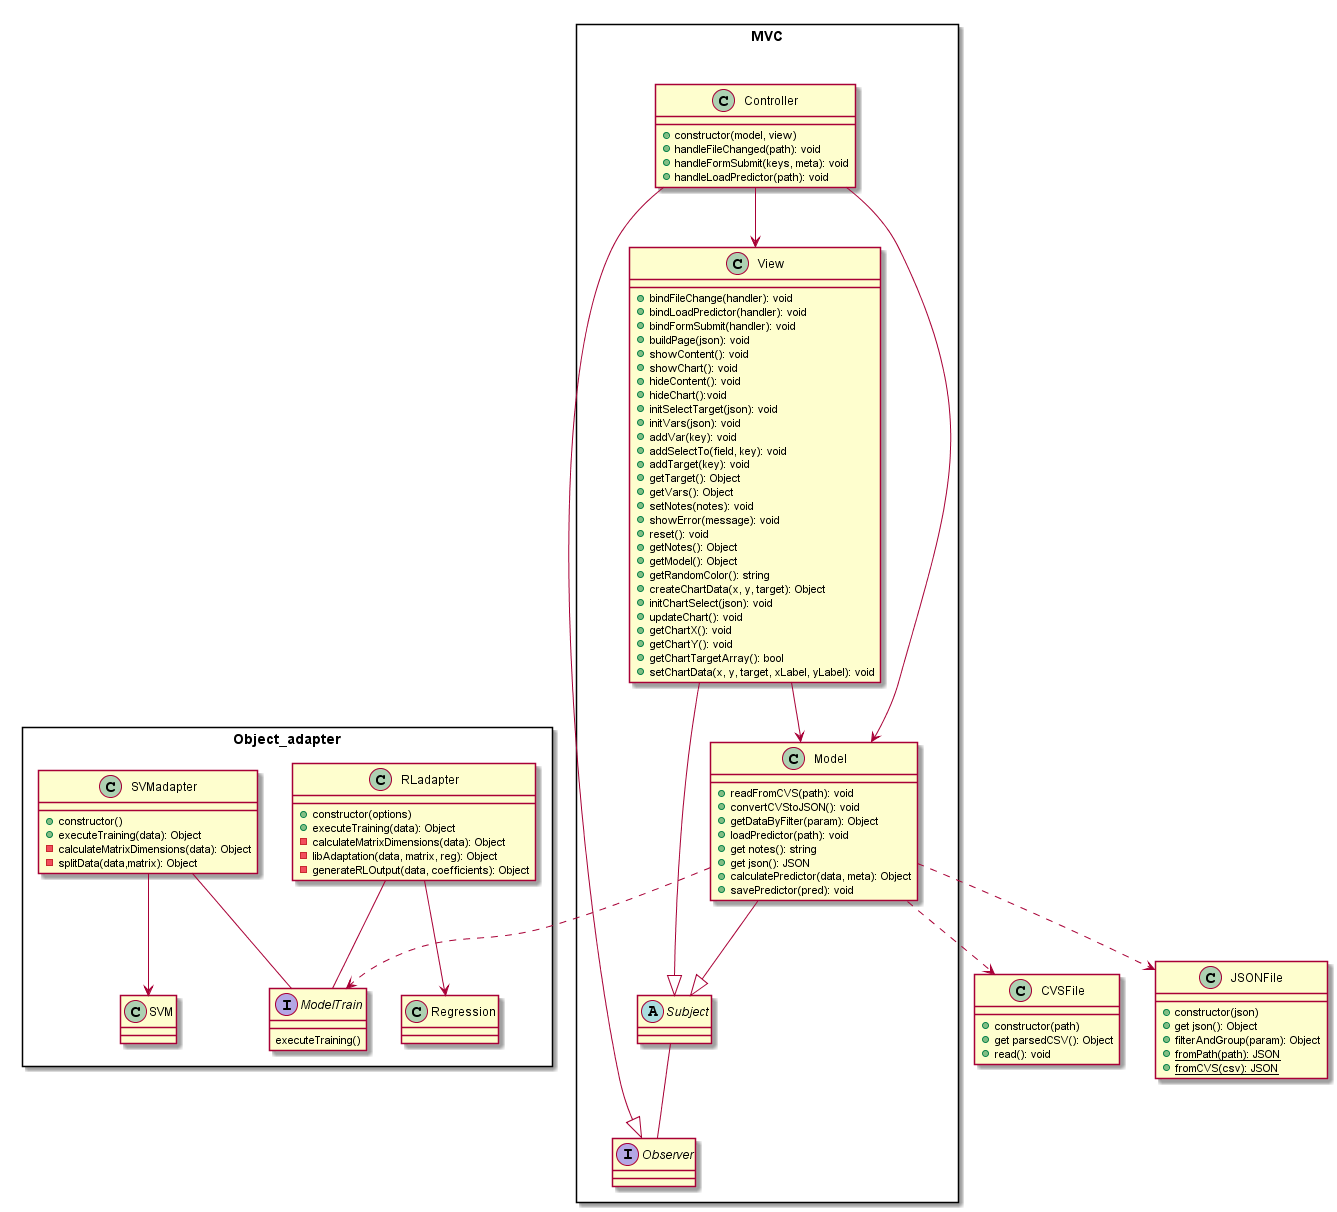 MVC
C Controller
constructor(model, view)
handleFileChanged(path): void
handleFormSubmit(keys, meta): void
handleLoadPredictor(path): void
C View
bindFileChange(handler): void
bindLoadPredictor(handler): void
bindFormSubmit(handler): void
buildPage(json): void
showContent(): void
showChart(): void
hideContent(): void
hideChart():void
initSelectTarget(json): void
initVars(json): void
addVar(key): void
addSelectTo(field, key): void
addTarget(key): void
getTarget(): Object
getVars(): Object
setNotes(notes): void
showError(message): void
reset(): void
getNotes(): Object
getModel(): Object
getRandomColor(): string
createChartData(x, y, target): Object
initChartSelect(json): void
updateChart(): void
getChartX(): void
getChartY(): void
getChartTargetArray(): bool
setChartData(x, y, target, xLabel, yLabel): void
Object_adapter
C SVMadapter
constructor()
executeTraining(data): Object
calculateMatrixDimensions(data): Object
splitData(data,matrix): Object
C RLadapter
constructor(options)
executeTraining(data): Object
calculateMatrixDimensions(data): Object
libAdaptation(data, matrix, reg): Object
generateRLOutput(data, coefficients): Object
C Model
readFromCVS(path): void
convertCVStoJSON(): void
getDataByFilter(param): Object
loadPredictor(path): void
get notes(): string
get json(): JSON
calculatePredictor(data, meta): Object
savePredictor(pred): void
C SVM
I ModelTrain
executeTraining()
C Regression
A Subject
C CVSFile
constructor(path)
get parsedCSV(): Object
read(): void
C JSONFile
constructor(json)
get json(): Object
filterAndGroup(param): Object
fromPath(path): JSON
fromCVS(csv): JSON
I Observer